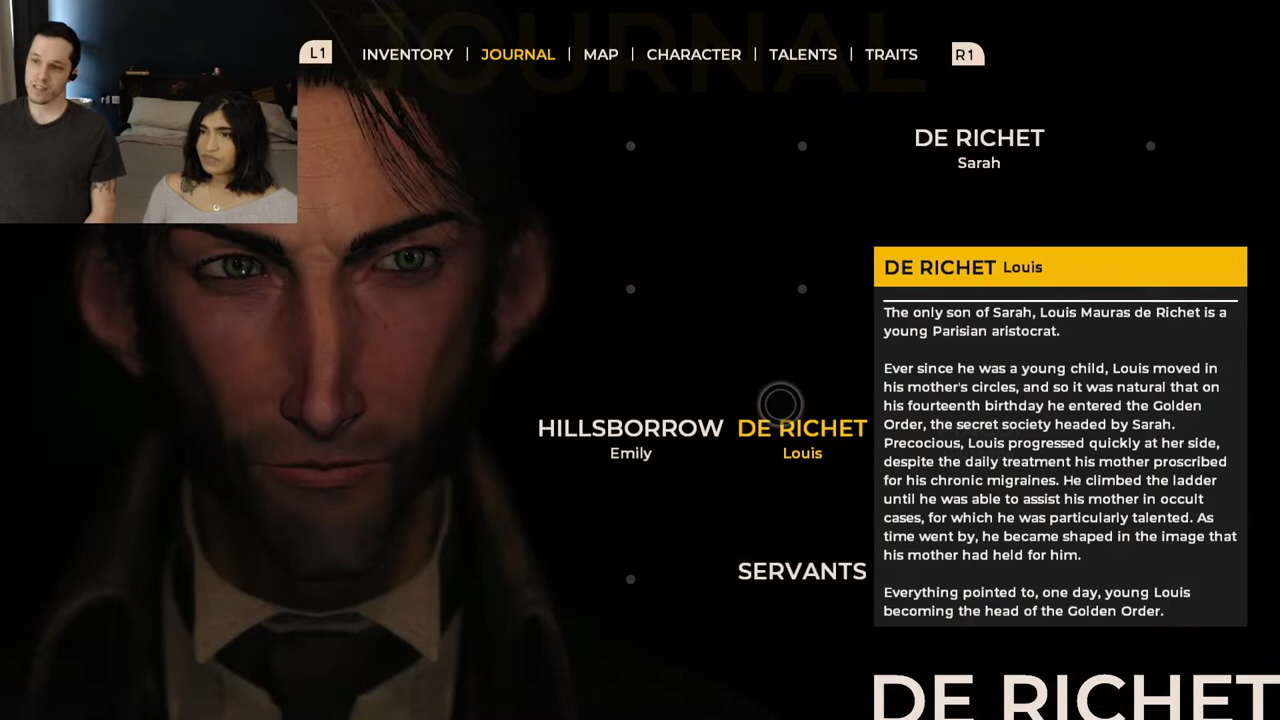 JOURNAL
L1 INVENTORY | JOURNAL | MAP | CHARACTER | TALENTS | TRAITS R1
DE RICHET
Sarah
DE RICHET Louis
The only son of Sarah, Louis Mauras de Richet is a
young Parisian aristocrat.
Ever since he was a young child, Louis moved in
his mother's circles, and so it was natural that on
his fourteenth birthday he entered the Golden
Order, the secret society headed by Sarah.
Precocious, Louis progressed quickly at her side,
despite the daily treatment his mother proscribed
for his chronic migraines. He climbed the ladder
until he was able to assist his mother in occult
cases, for which he was particularly talented. As
time went by, he became shaped in the image that
his mother had held for him.
Everything pointed to, one day, young Louis
becoming the head of the Golden Order.
HILLSBORROW
Emily
DE RICHET
Louis
SERVANTS
DE RICHET